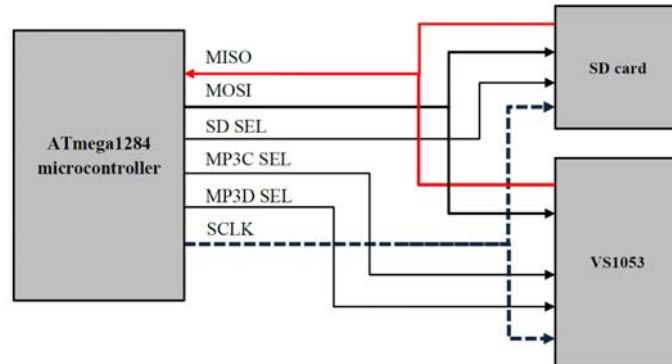 MISO
MOSI
SD SEL
MP3C SEL
MP3D SEL
SCLK
ATmega1284
microcontroller
SD card
VS1053